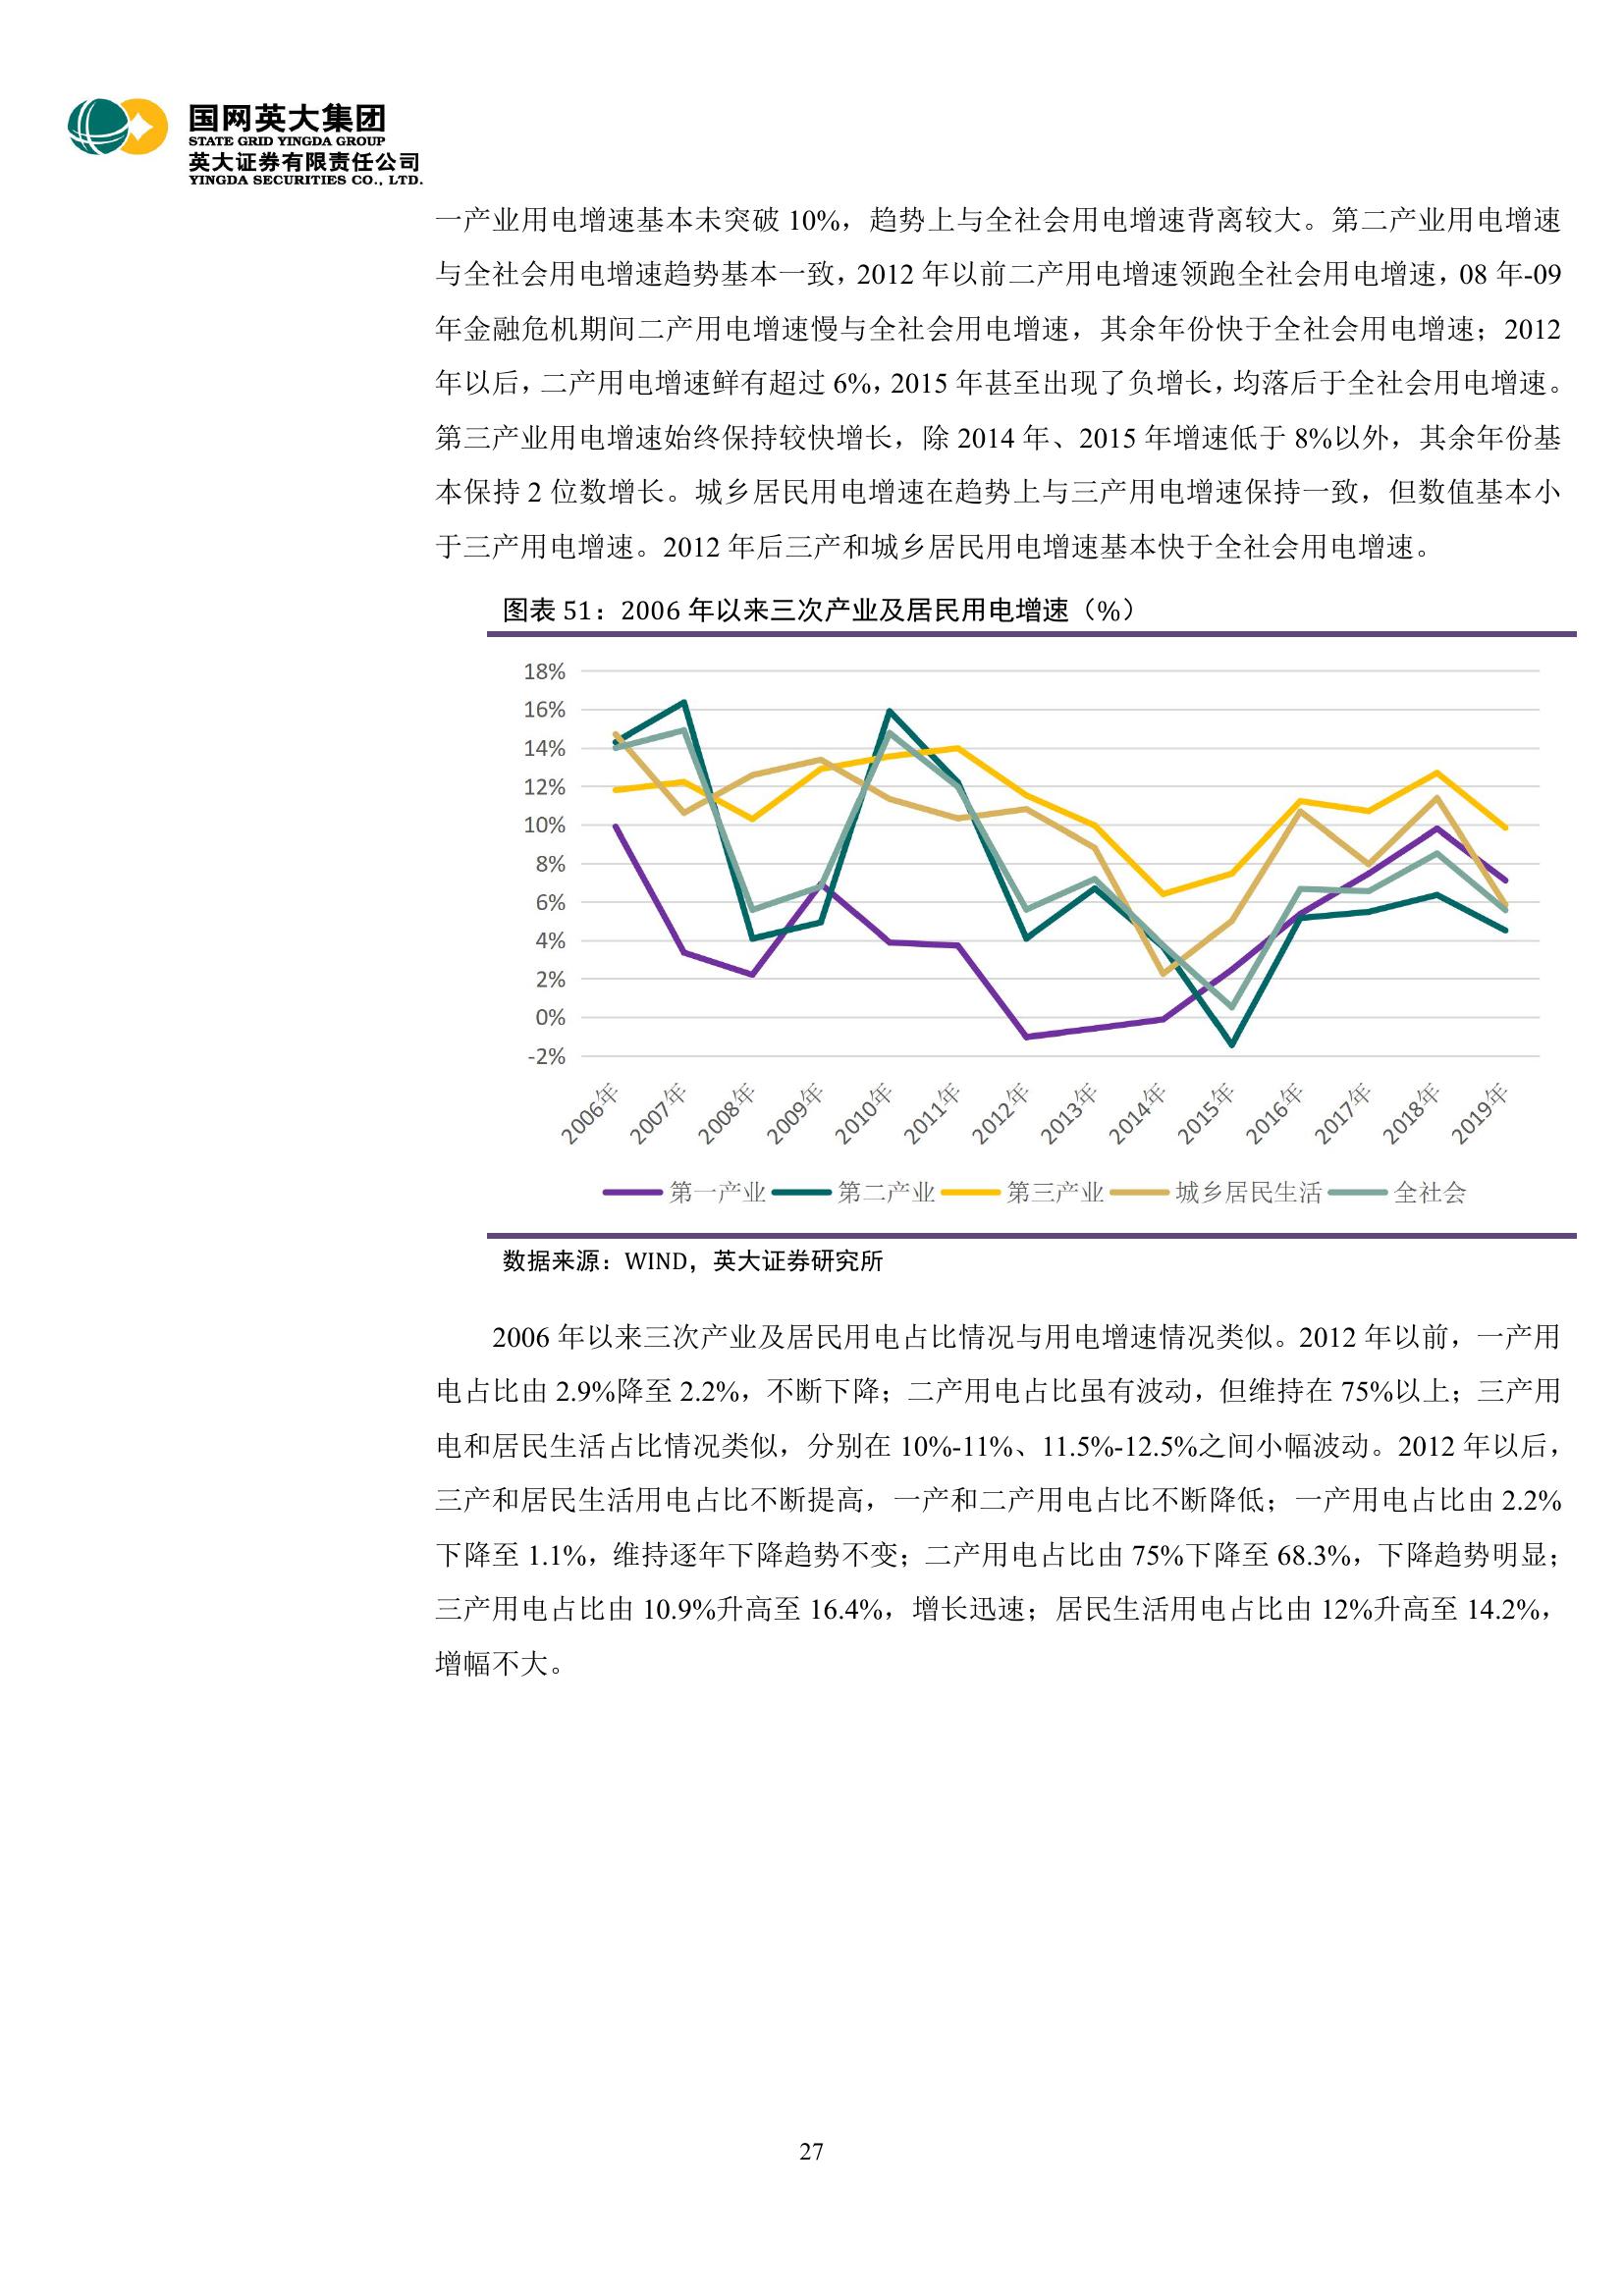 国网英大集团
STATE GRID YINGDA GROUP
英大证券有限责任公司
YINGDA SECURITIES CO., LTD.
一产业用电增速基本未突破 10%，趋势上与全社会用电增速背离较大。第二产业用电增速
与全社会用电增速趋势基本一致，2012 年以前二产用电增速领跑全社会用电增速，08 年-09
年金融危机期间二产用电增速慢与全社会用电增速，其余年份快于全社会用电增速；2012
年以后，二产用电增速鲜有超过 6%，2015 年甚至出现了负增长，均落后于全社会用电增速。
第三产业用电增速始终保持较快增长，除 2014 年、2015 年增速低于 8%以外，其余年份基
本保持 2 位数增长。城乡居民用电增速在趋势上与三产用电增速保持一致，但数值基本小
于三产用电增速。2012 年后三产和城乡居民用电增速基本快于全社会用电增速。
图表 51：2006 年以来三次产业及居民用电增速（%）
18%
16%
14%
12%
10%
8%
6%
4%
2%
0%
-2%
2006年 2007年 2008年 2009年 2010年 2011年 2012年 2013年 2014年 2015年 2016年 2017年 2018年 2019年
第一产业 第二产业 第三产业 城乡居民生活 全社会
数据来源：WIND，英大证券研究所
2006 年以来三次产业及居民用电占比情况与用电增速情况类似。2012 年以前，一产用
电占比由 2.9%降至 2.2%，不断下降；二产用电占比虽有波动，但维持在 75%以上；三产用
电和居民生活占比情况类似，分别在 10%-11%、11.5%-12.5%之间小幅波动。2012 年以后，
三产和居民生活用电占比不断提高，一产和二产用电占比不断降低；一产用电占比由 2.2%
下降至 1.1%，维持逐年下降趋势不变；二产用电占比由 75%下降至 68.3%，下降趋势明显；
三产用电占比由 10.9%升高至 16.4%，增长迅速；居民生活用电占比由 12%升高至 14.2%，
增幅不大。
27